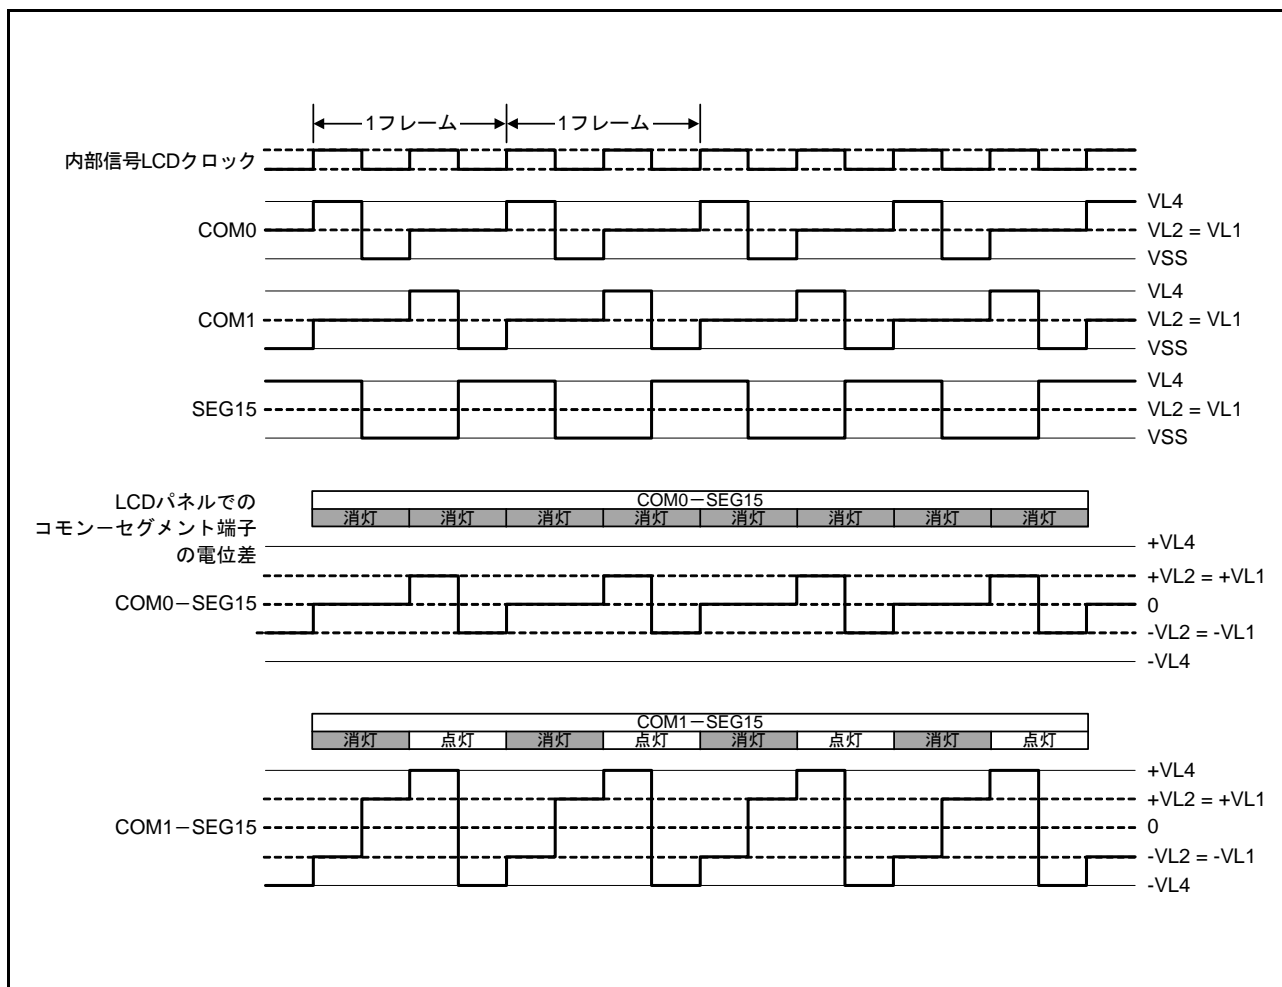 1フレーム 1フレーム
内部信号LCDクロック
VL4
COM0 VL2 = VL1
VSS
VL4
COM1 VL2 = VL1
VSS
VL4
SEG15 VL2 = VL1
VSS
LCDパネルでの
コモンーセグメント端子
の電位差
COM0－SEG15
消灯 消灯 消灯 消灯 消灯 消灯 消灯 消灯
+VL4
+VL2 = +VL1
COM0－SEG15 0
-VL2 = -VL1
-VL4
COM1－SEG15
消灯 点灯 消灯 点灯 消灯 点灯 消灯 点灯
+VL4
+VL2 = +VL1
COM1－SEG15 0
-VL2 = -VL1
-VL4